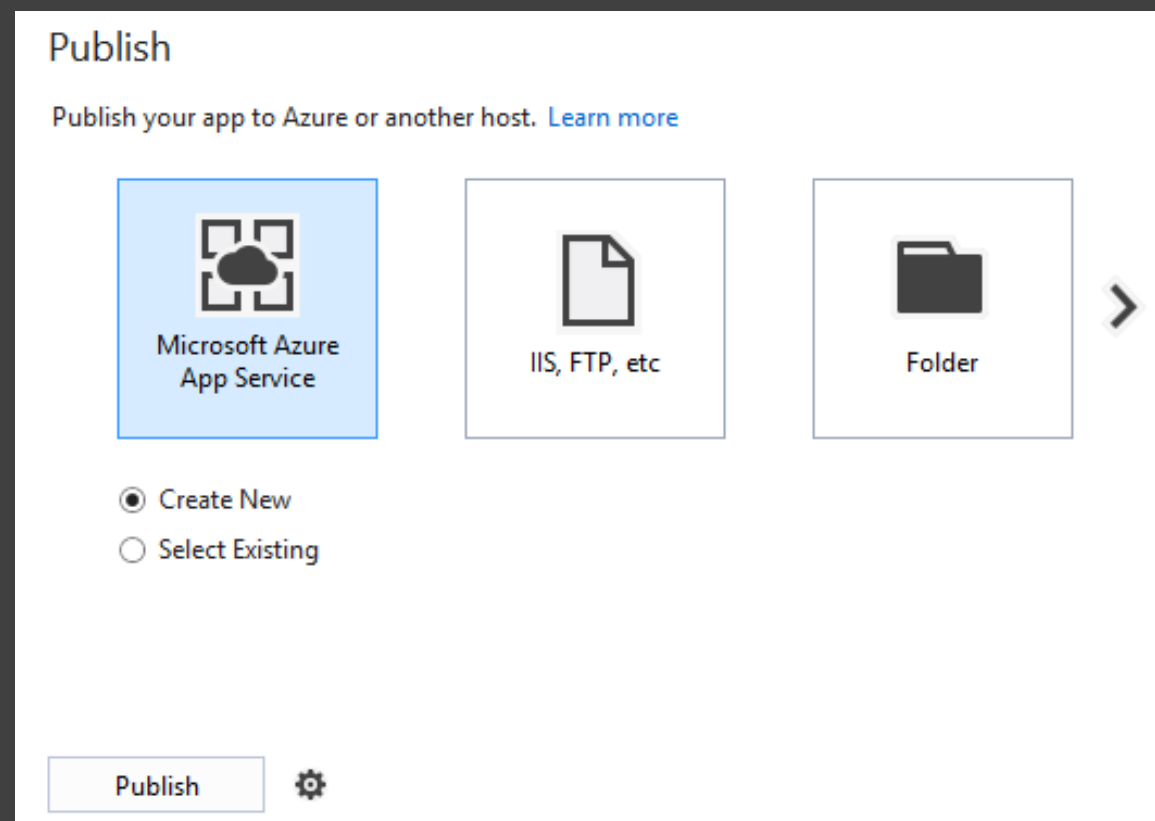 Publish
Publish your app to Azure or another host. Learn more
Microsoft Azure
App Service
IIS, FTP, etc
Folder
Create New
Select Existing
Publish